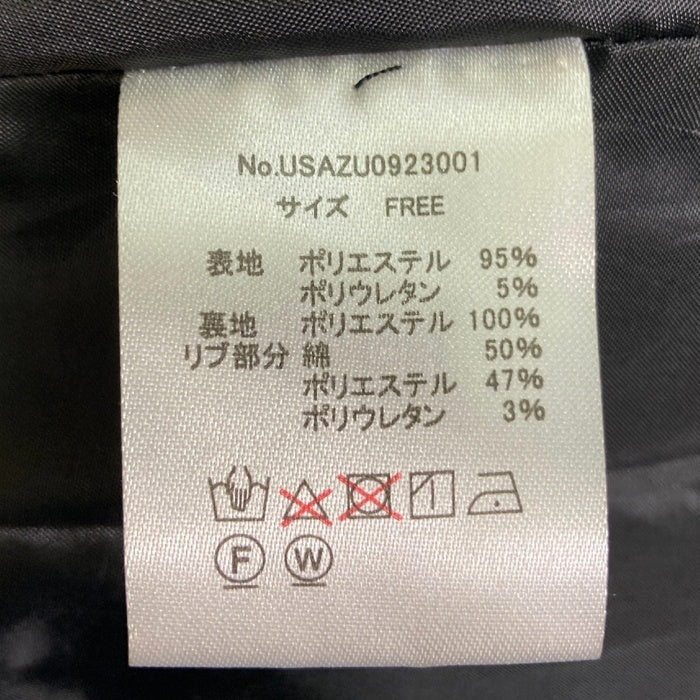 No.USAZU0923001
サイズ FREE
表地 ポリエステル 95%
ポリウレタン 5%
裏地 ポリエステル 100%
リブ部分 綿 50%
ポリエステル 47%
ポリウレタン 3%
F W